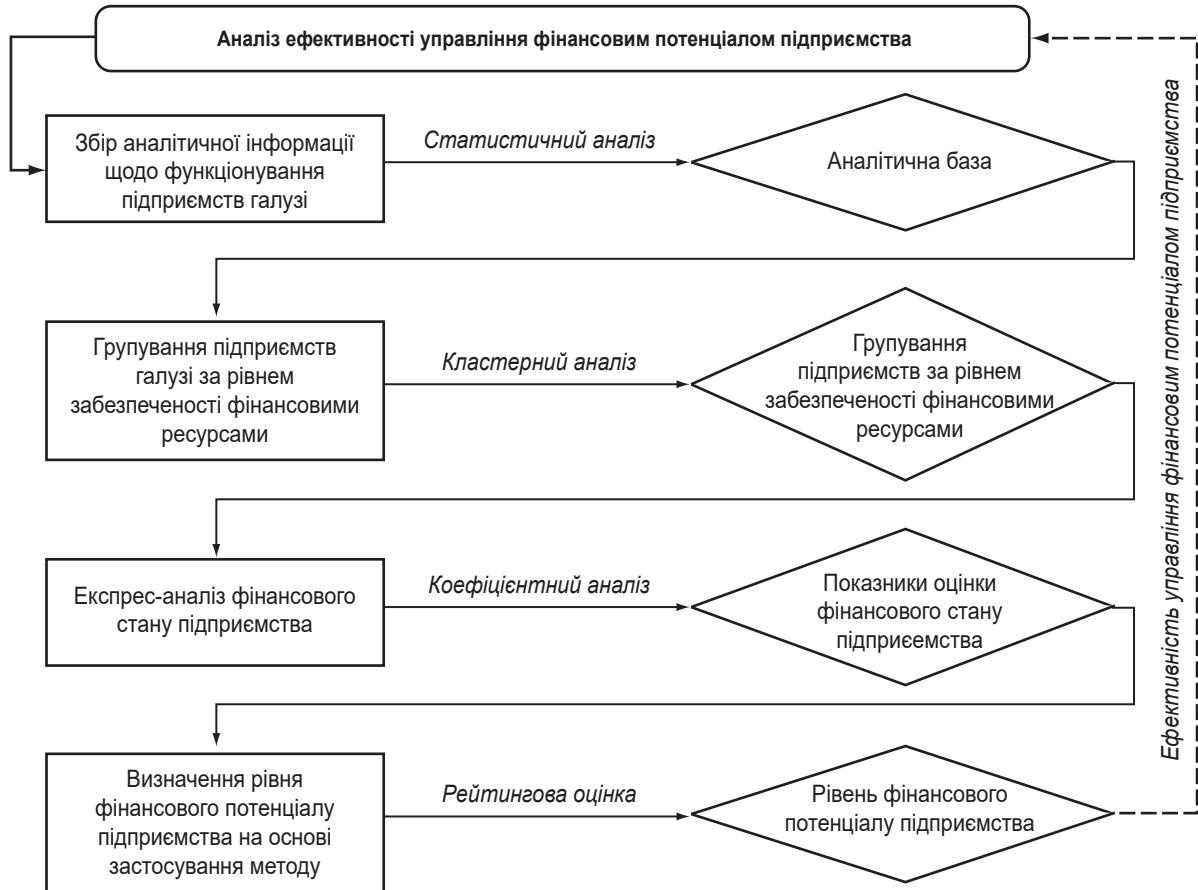 Аналіз ефективності управління фінансовим потенціалом підприємства
Збір аналітичної інформації
щодо функціонування
підприємств галузі
Статистичний аналіз
Аналітична база
Групування підприємств
галузі за рівнем
забезпеченості фінансовими
ресурсами
Кластерний аналіз
Групування
підприємств за рівнем
забезпеченості фінансовими
ресурсами
Експрес-аналіз фінансового
стану підприємства
Коефіцієнтний аналіз
Показники оцінки
фінансового стану
підприєемства
Визначення рівня
фінансового потенціалу
підприємства на основі
застосування методу
Рейтингова оцінка
Рівень фінансового
потенціалу підприємства
Ефективність управління фінансовим потенціалом підприємства